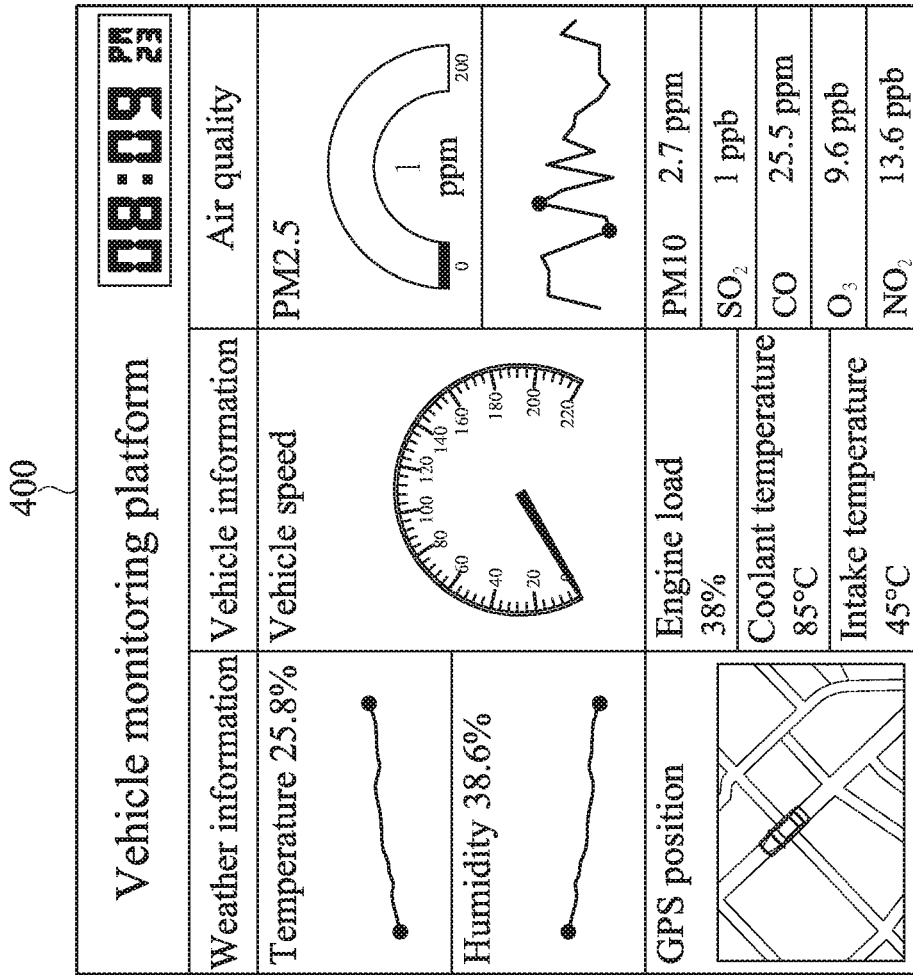 400
Vehicle monitoring platform
08:09 PM
23
Weather information
Vehicle information
Air quality
Temperature 25.8%
Humidity 38.6%
GPS position
Vehicle speed
0
20
40
60
80
100
120
140
160
180
200
220
Engine load
38%
Coolant temperature
85°C
Intake temperature
45°C
PM2.5
1
ppm
0
200
PM10 2.7 ppm
SO₂ 1 ppb
CO 25.5 ppm
O₃ 9.6 ppb
NO₂ 13.6 ppb